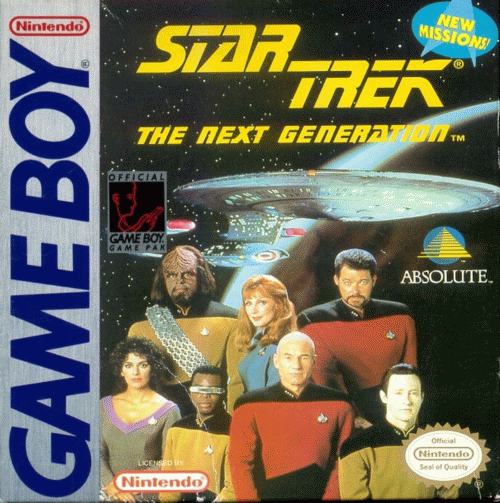 Nintendo®
GAME BOY®
NEW
MISSIONS!
STAR
TREK®
THE NEXT GENERATION™
OFFICIAL
GAME BOY
GAME PAK
ABSOLUTE™
LICENSED BY
Nintendo®
Official
Nintendo®
Seal of Quality
®